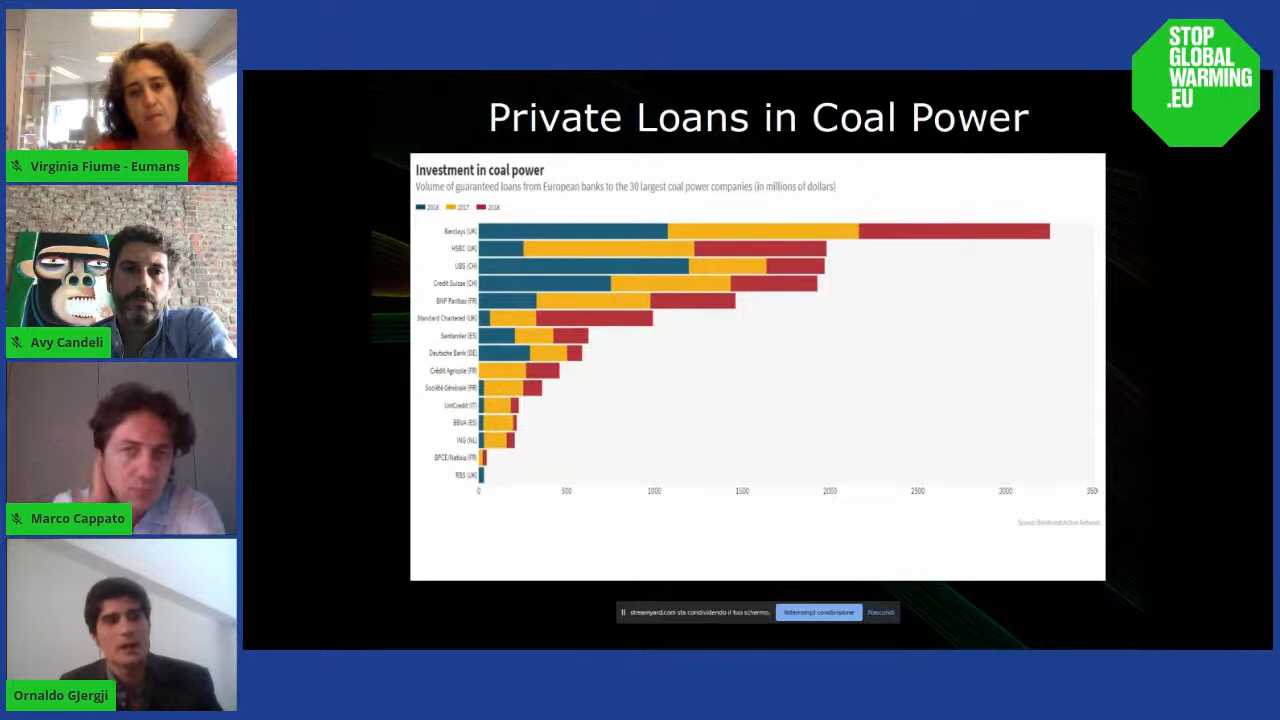 Virginia Fiume - Eumans
Avy Candeli
Marco Cappato
Ornaldo GJergji
STOP
GLOBAL
WARMING
.EU
Private Loans in Coal Power
Investment in coal power
Volume of guaranteed loans from European banks to the 30 largest coal power companies (in millions of dollars)
2016 2017 2018
Barclays (UK)
HSBC (UK)
UBS (CH)
Credit Suisse (CH)
BNP Paribas (FR)
Standard Chartered (UK)
Santander (ES)
Deutsche Bank (DE)
Crédit Agricole (FR)
Société Générale (FR)
UniCredit (IT)
BBVA (ES)
ING (NL)
BPCE/Natixis (FR)
RBS (UK)
0 500 1000 1500 2000 2500 3000 350
Source: Rainforest Action Network
streamyard.com sta condividendo il tuo schermo. Interrompi condivisione Nascondi